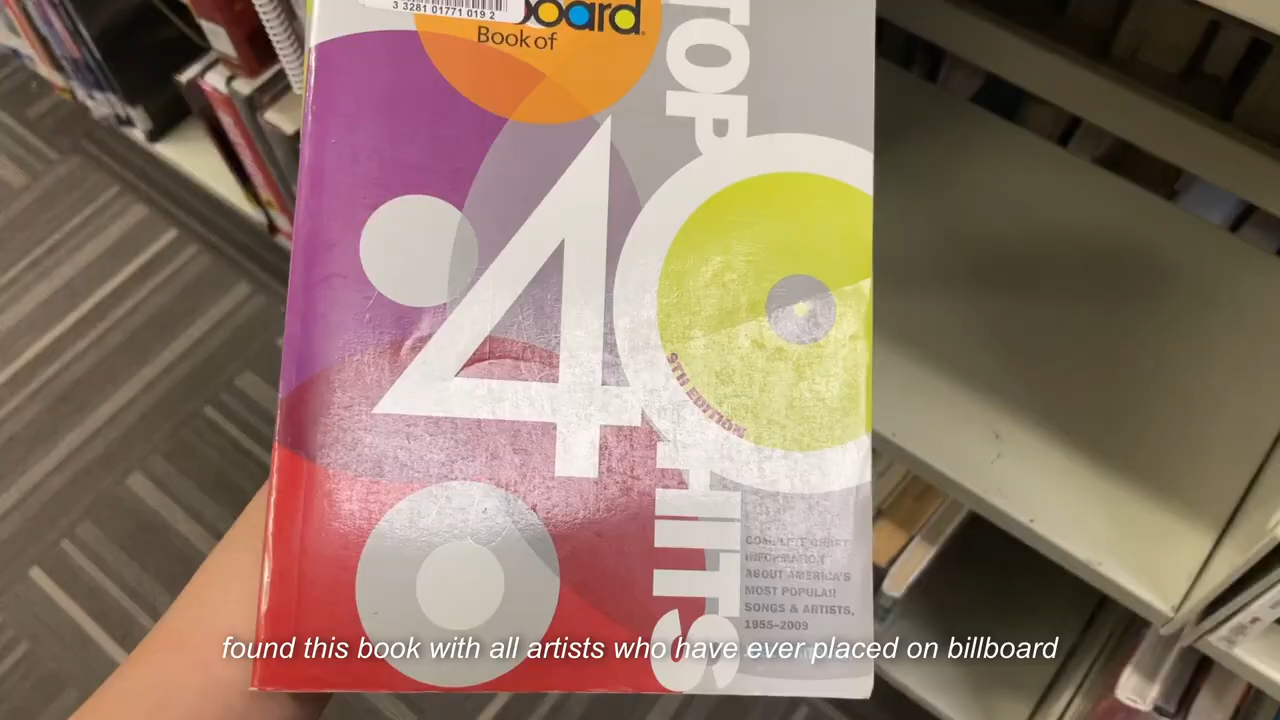 3 3281 01771 019 2
board
Book of
TOP
40
9TH EDITION
HITS
COMPLETE CHART
INFORMATION
ABOUT AMERICA'S
MOST POPULAR
SONGS & ARTISTS,
1955–2009
found this book with all artists who have ever placed on billboard